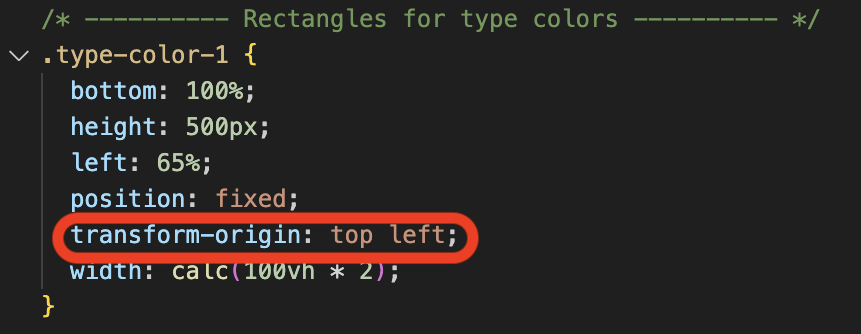 /* ---------- Rectangles for type colors ---------- */
.type-color-1 {
bottom: 100%;
height: 500px;
left: 65%;
position: fixed;
transform-origin: top left;
width: calc(100vh * 2);
}